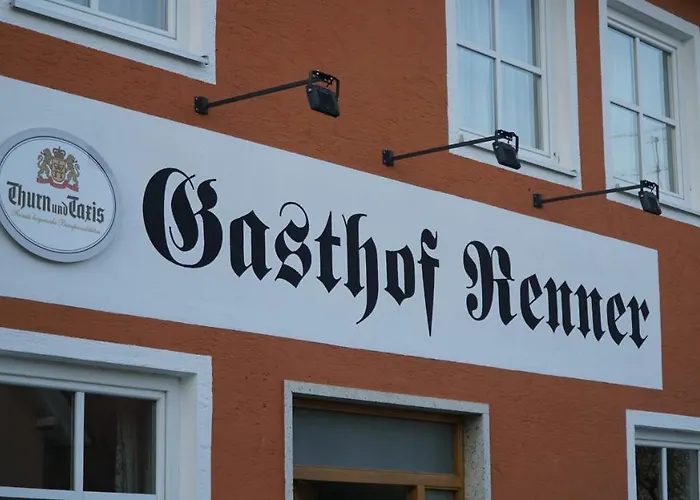 Thurn und Taxis
Gasthof Renner